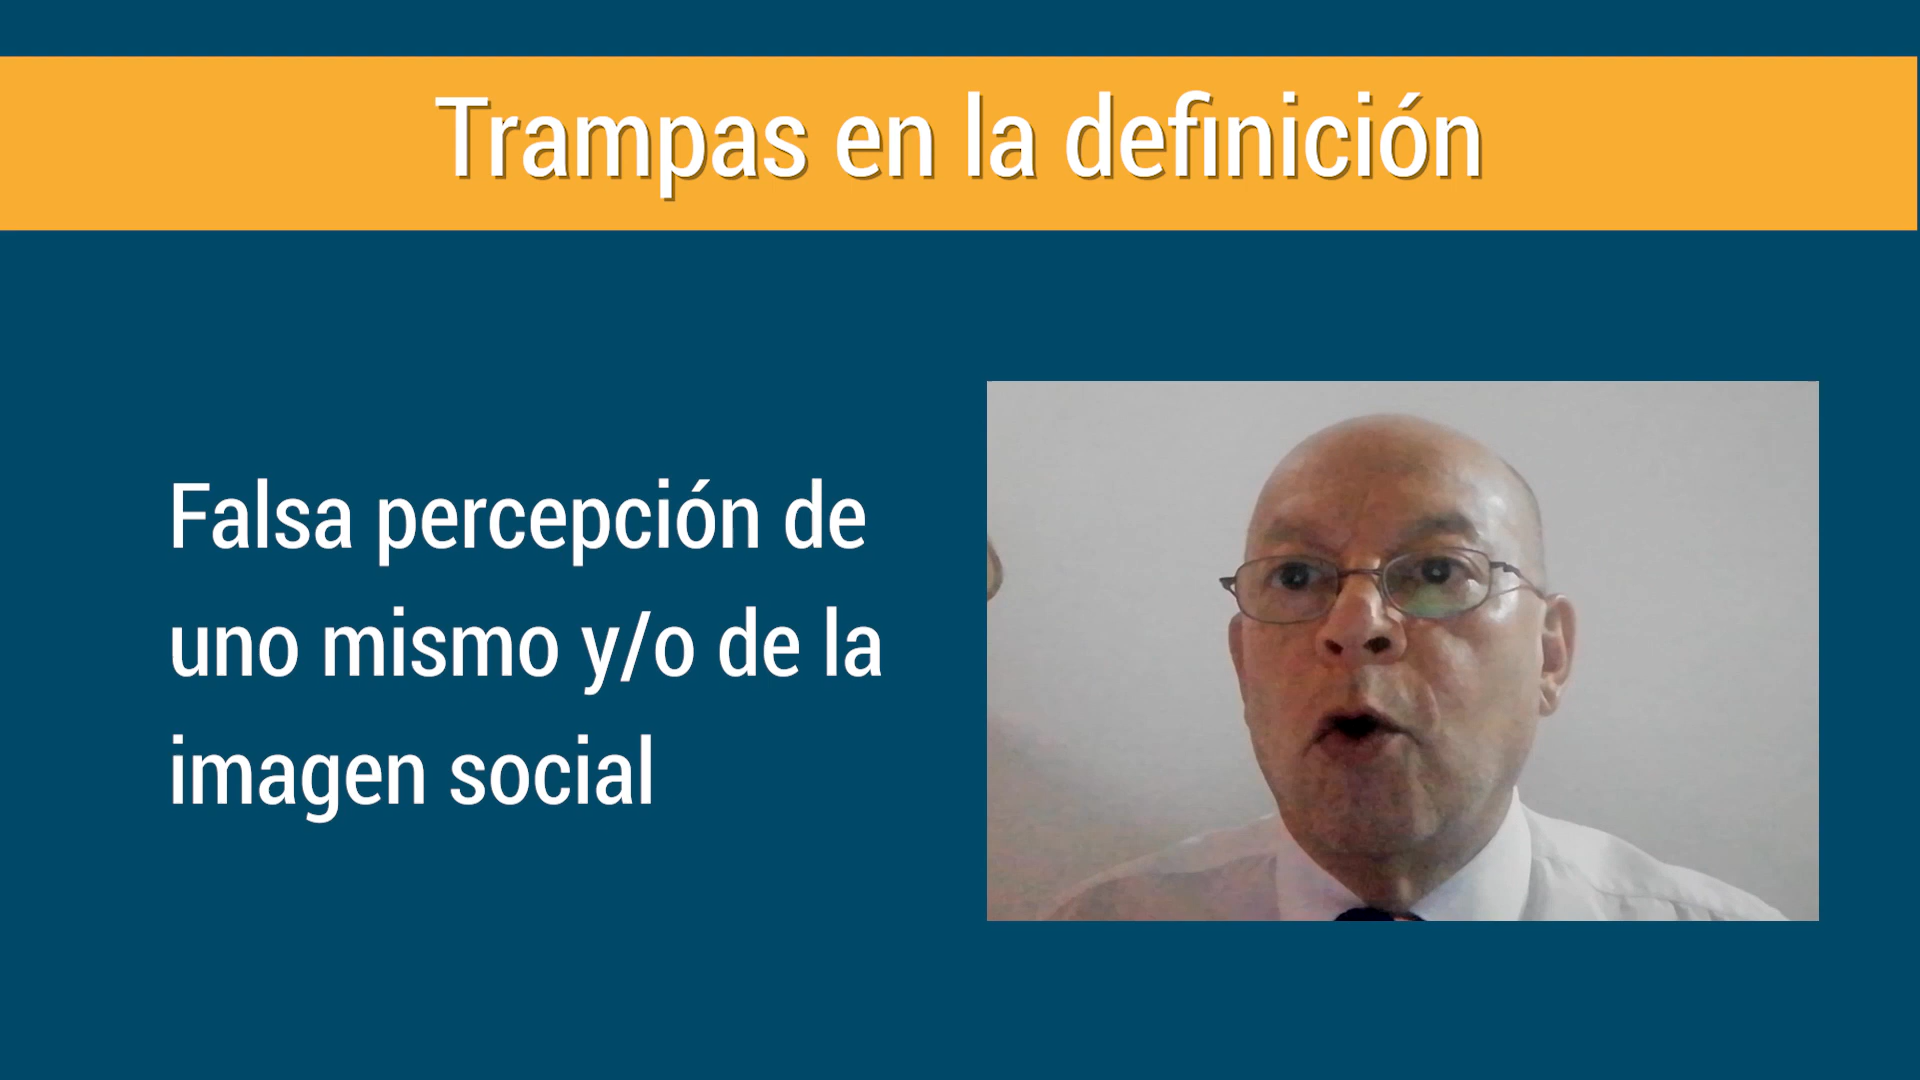 Trampas en la definición
Falsa percepción de
uno mismo y/o de la
imagen social